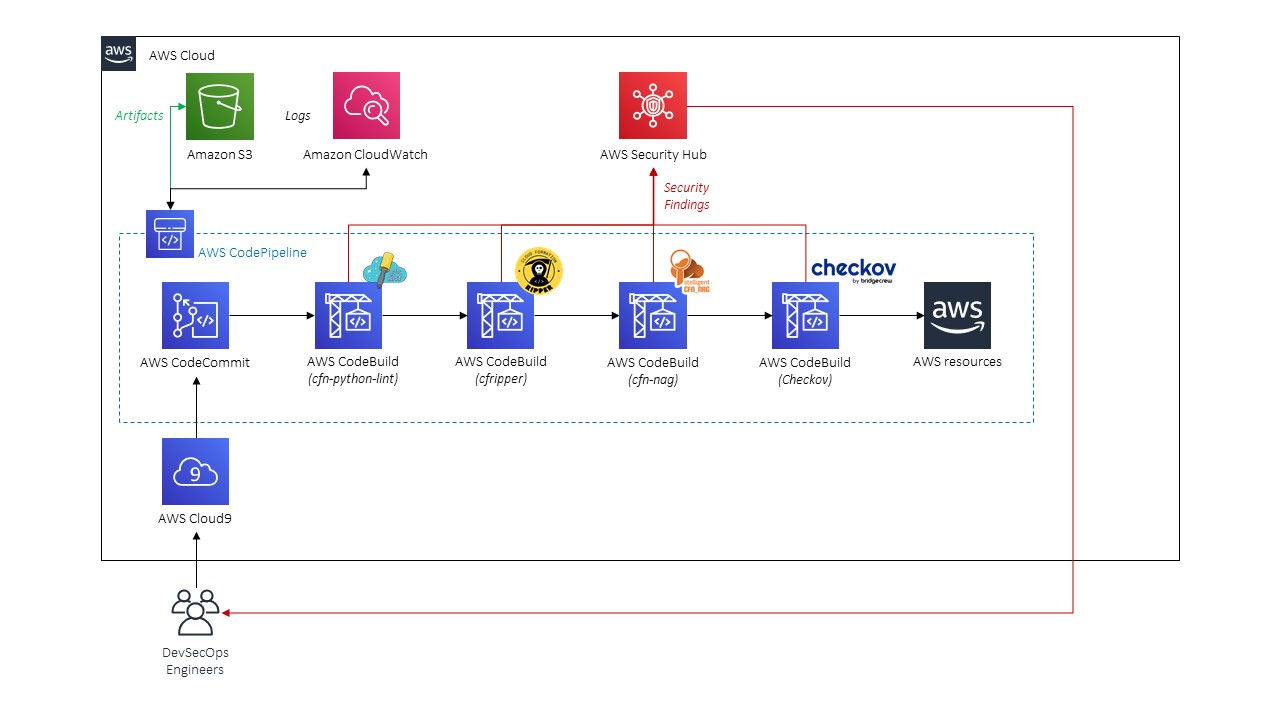 aws
AWS Cloud
Artifacts
Logs
Amazon S3
Amazon CloudWatch
AWS Security Hub
Security
Findings
AWS CodePipeline
CLOUD FORMATION
RIPPER
ntelligent
CFN_NAG
checkov
by bridgecrew
aws
AWS CodeCommit
AWS CodeBuild
(cfn-python-lint)
AWS CodeBuild
(cfripper)
AWS CodeBuild
(cfn-nag)
AWS CodeBuild
(Checkov)
AWS resources
9
AWS Cloud9
DevSecOps
Engineers